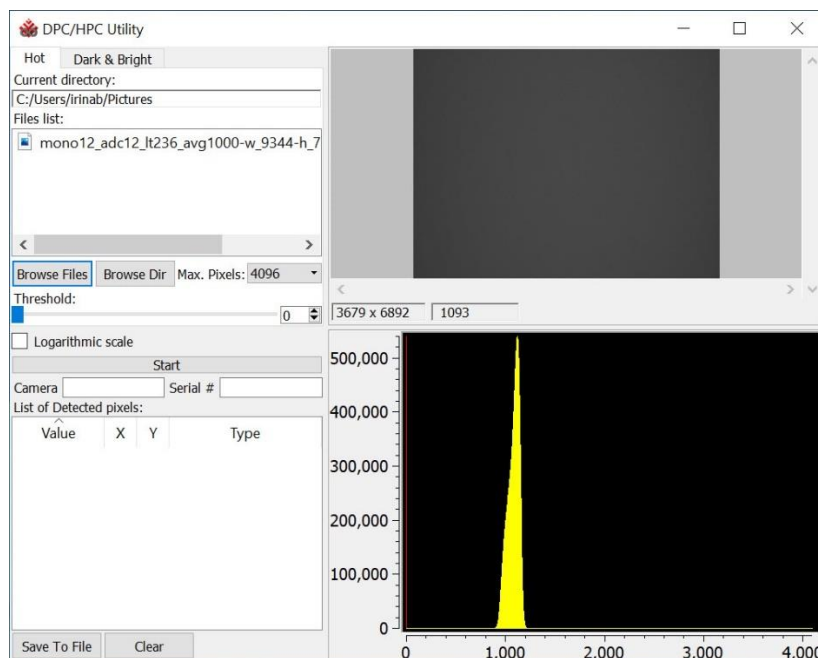 DPC/HPC Utility
Hot Dark & Bright
Current directory:
C:/Users/irinab/Pictures
Files list:
mono12_adc12_lt236_avg1000-w_9344-h_7
Browse Files Browse Dir Max. Pixels: 4096
Threshold:
0
Logarithmic scale
Start
Camera Serial #
List of Detected pixels:
Value X Y Type
Save To File Clear
3679 x 6892 1093
500,000
400,000
300,000
200,000
100,000
0
0 1,000 2,000 3,000 4,000